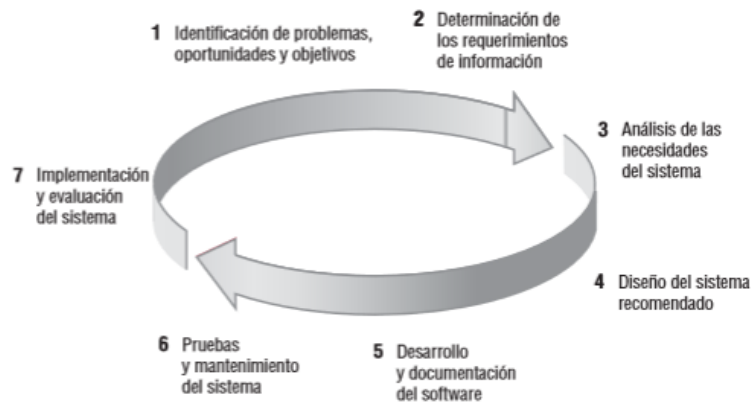 1 Identificación de problemas,
oportunidades y objetivos
2 Determinación de
los requerimientos
de información
3 Análisis de las
necesidades
del sistema
4 Diseño del sistema
recomendado
5 Desarrollo
y documentación
del software
6 Pruebas
y mantenimiento
del sistema
7 Implementación
y evaluación
del sistema